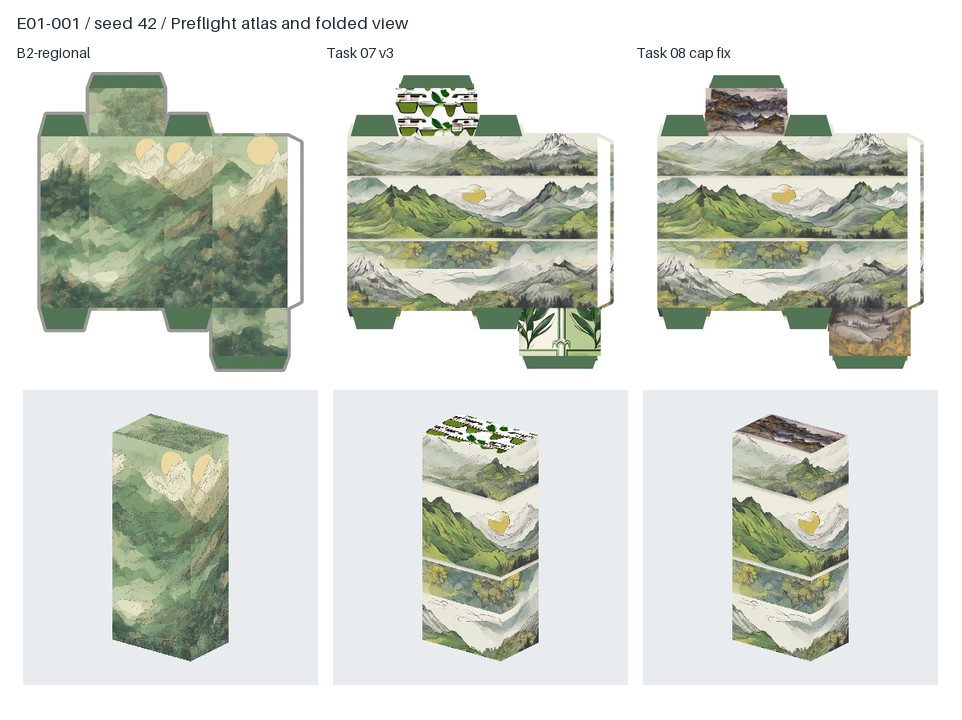 E01-001 / seed 42 / Preflight atlas and folded view
B2-regional
Task 07 v3
Task 08 cap fix